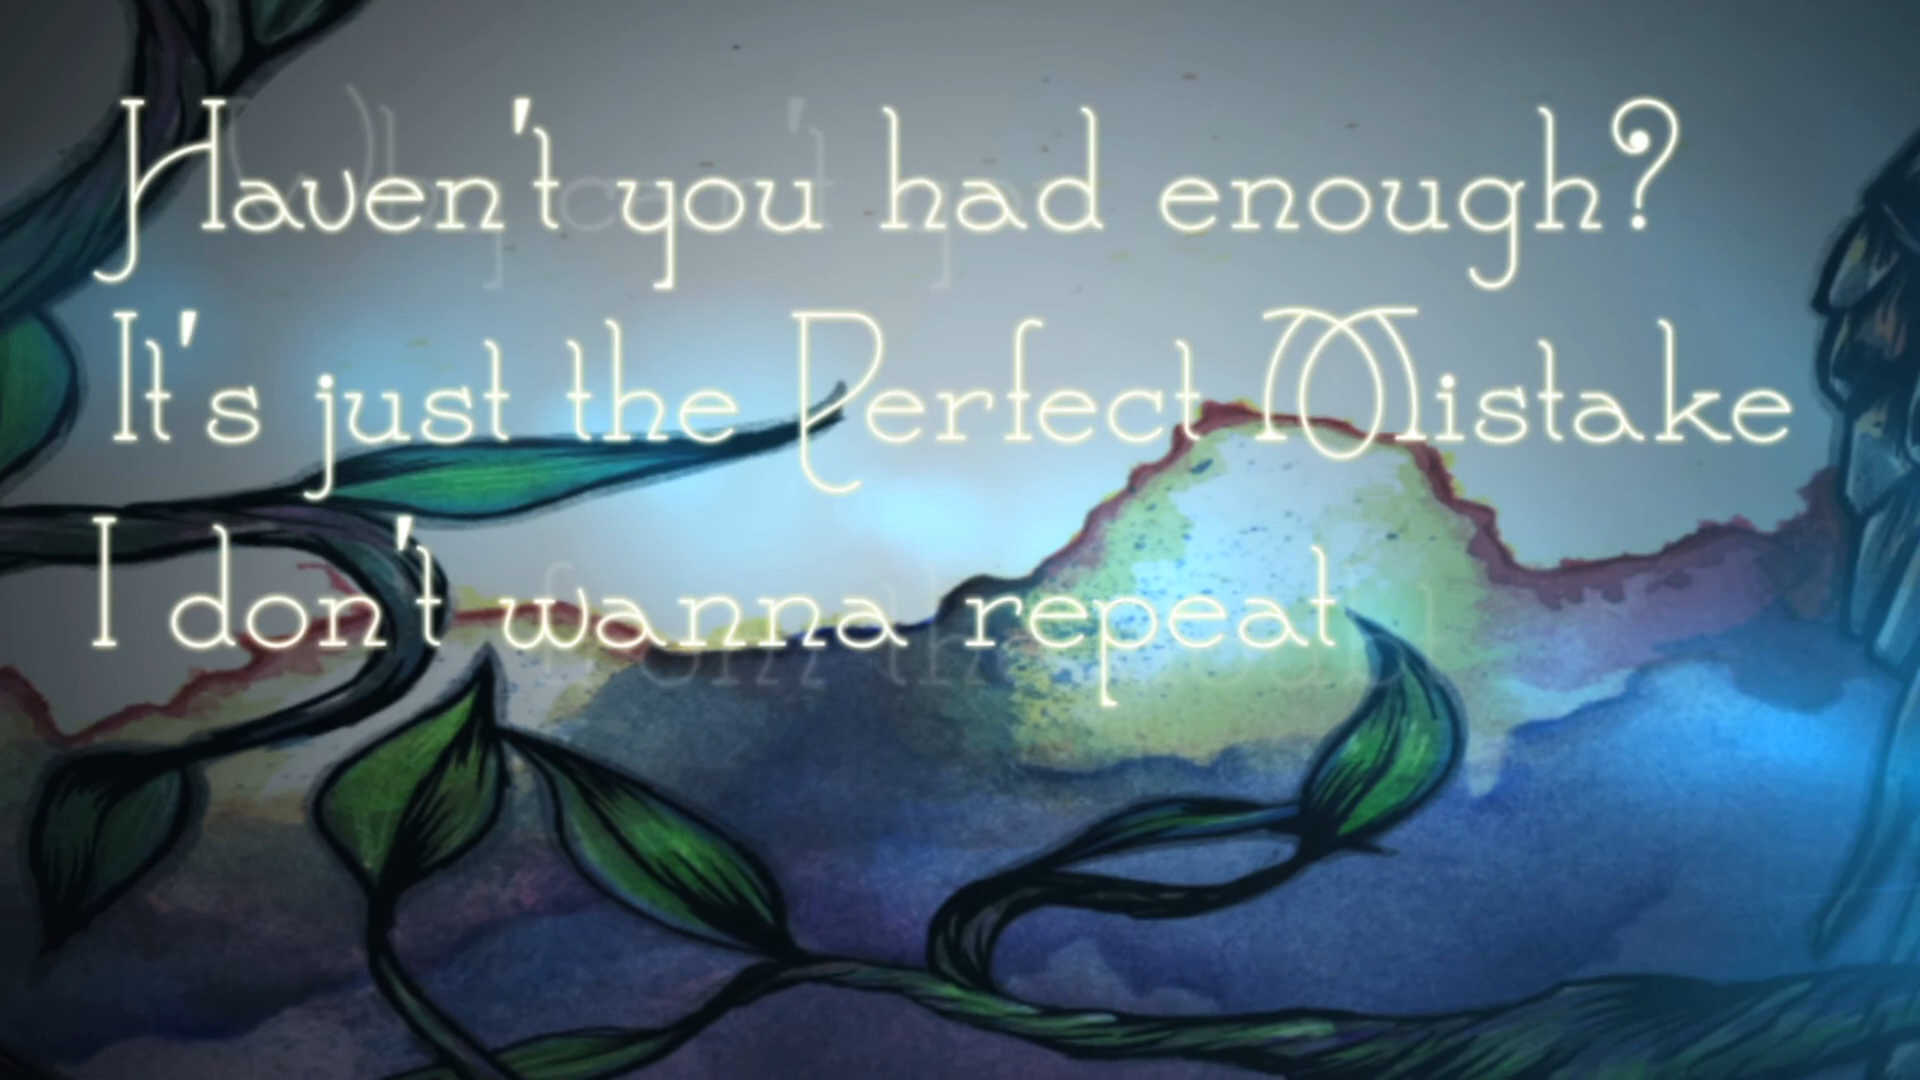 Haven't you had enough?
It's just the Perfect Mistake
I don't wanna repeat